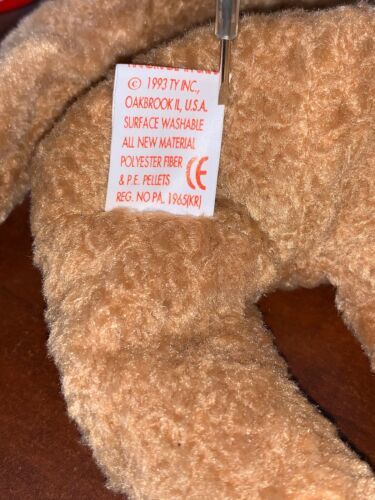 © 1993 TY INC,
OAKBROOK IL, U.S.A.
SURFACE WASHABLE
ALL NEW MATERIAL
POLYESTER FIBER
& P.E. PELLETS CE
REG. NO PA. 1965(KR)